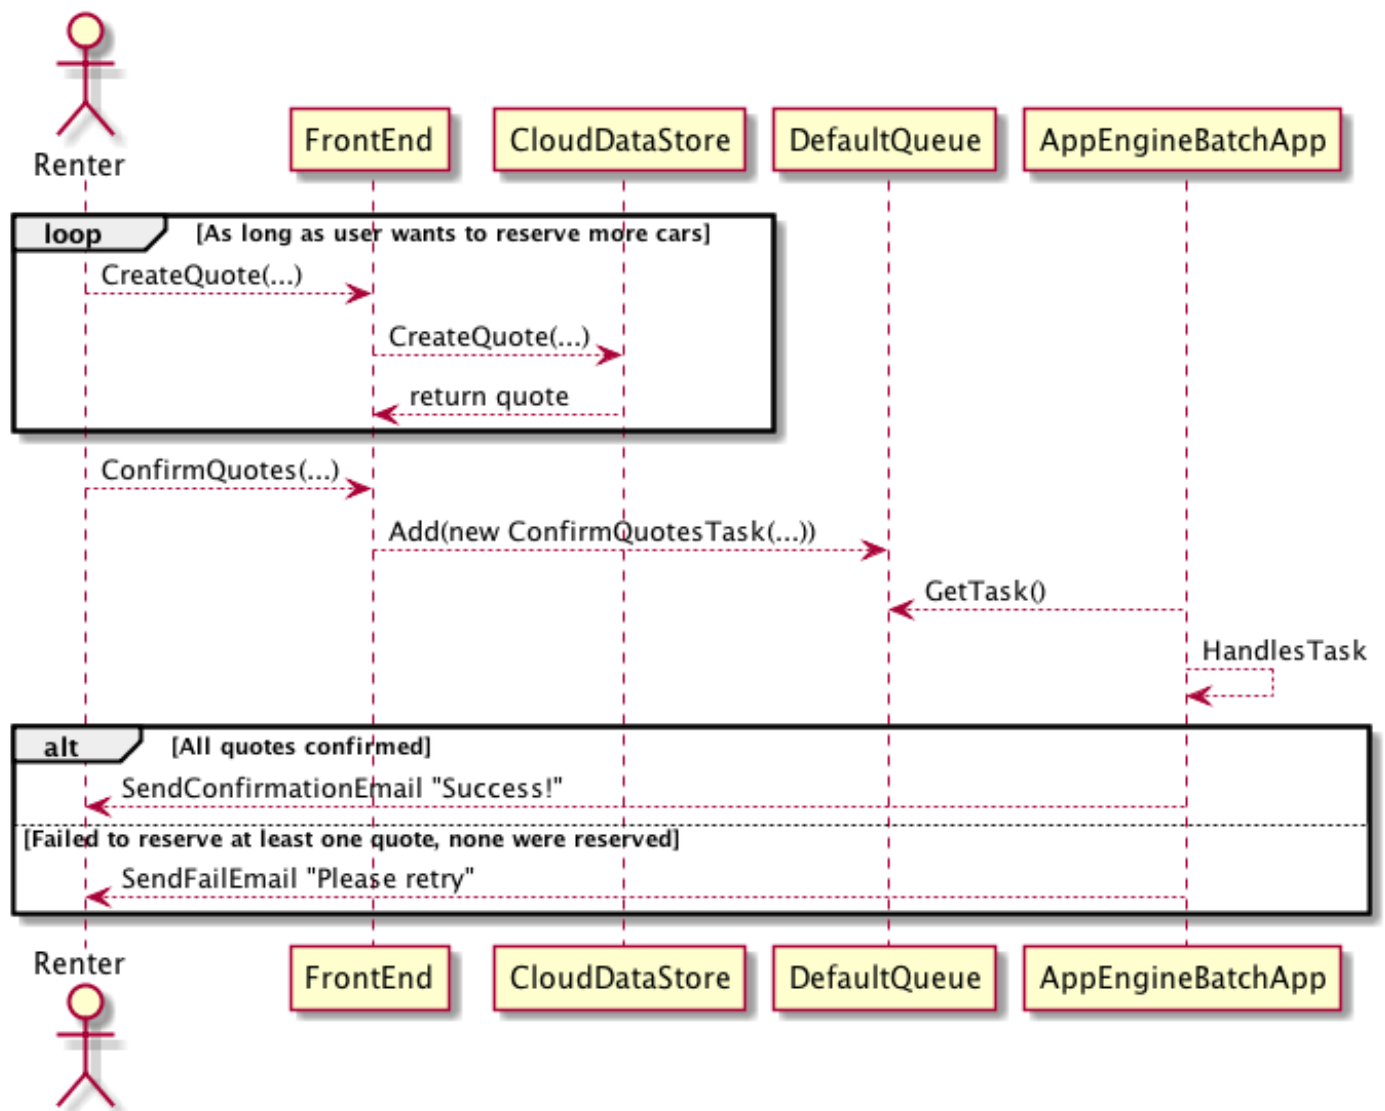 Renter
FrontEnd
CloudDataStore
DefaultQueue
AppEngineBatchApp
loop
[As long as user wants to reserve more cars]
CreateQuote(...)
CreateQuote(...)
return quote
ConfirmQuotes(...)
Add(new ConfirmQuotesTask(...))
GetTask()
HandlesTask
alt
[All quotes confirmed]
SendConfirmationEmail "Success!"
[Failed to reserve at least one quote, none were reserved]
SendFailEmail "Please retry"
Renter
FrontEnd
CloudDataStore
DefaultQueue
AppEngineBatchApp